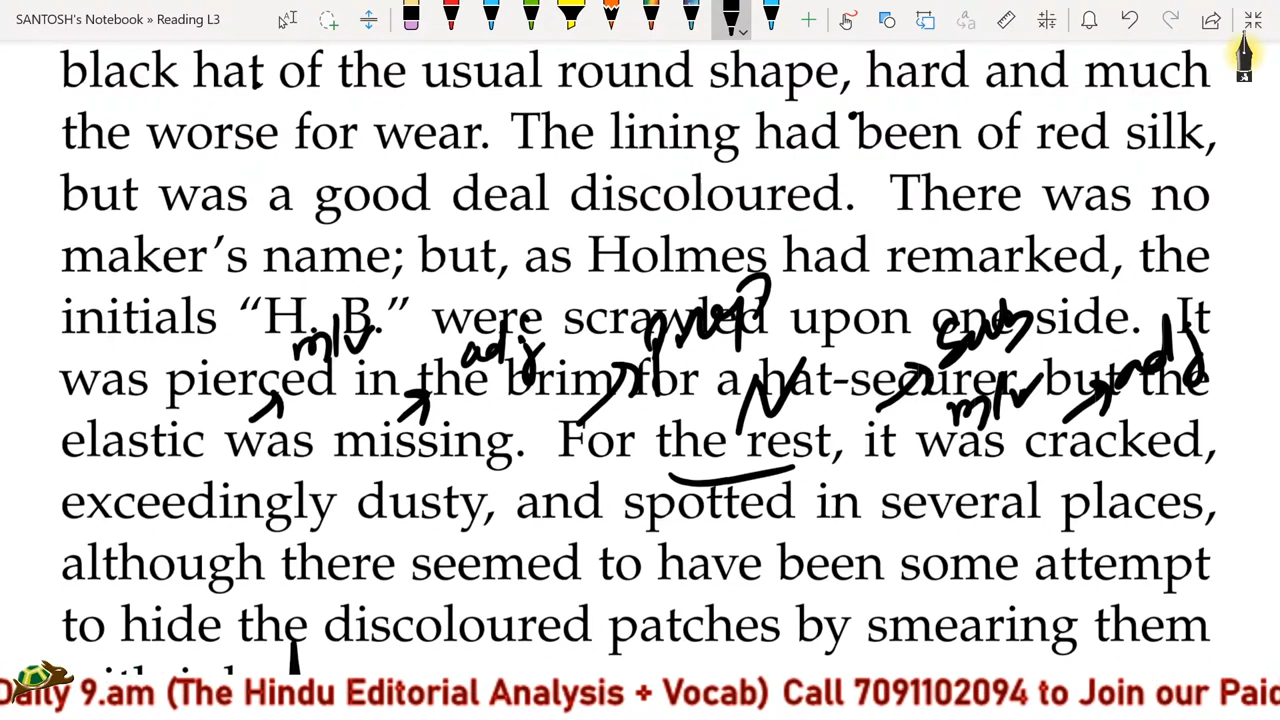 SANTOSH's Notebook » Reading L3
black hat of the usual round shape, hard and much
the worse for wear. The lining had been of red silk,
but was a good deal discoloured. There was no
maker's name; but, as Holmes had remarked, the
initials “H. B.” were scrawled upon one side. It
m/v adj prep sub adj
was pierced in the brim for a hat-securer, but the
N m/v
elastic was missing. For the rest, it was cracked,
exceedingly dusty, and spotted in several places,
although there seemed to have been some attempt
to hide the discoloured patches by smearing them
Daily 9.am (The Hindu Editorial Analysis + Vocab) Call 7091102094 to Join our Paid